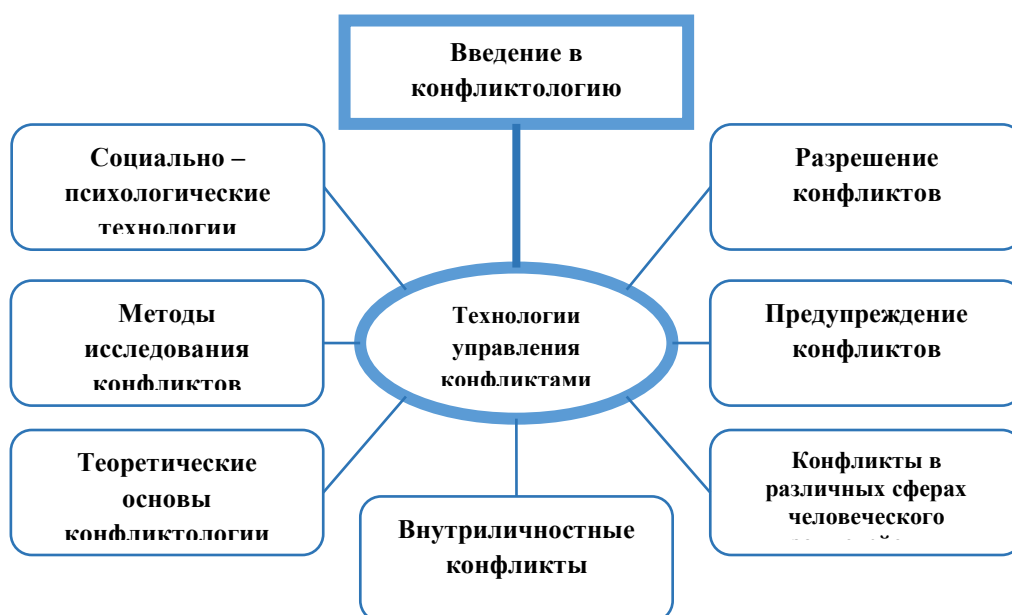 Введение в
конфликтологию
Социально –
психологические
технологии
Разрешение
конфликтов
Методы
исследования
конфликтов
Технологии
управления
конфликтами
Предупреждение
конфликтов
Теоретические
основы
конфликтологии
Внутриличностные
конфликты
Конфликты в
различных сферах
человеческого